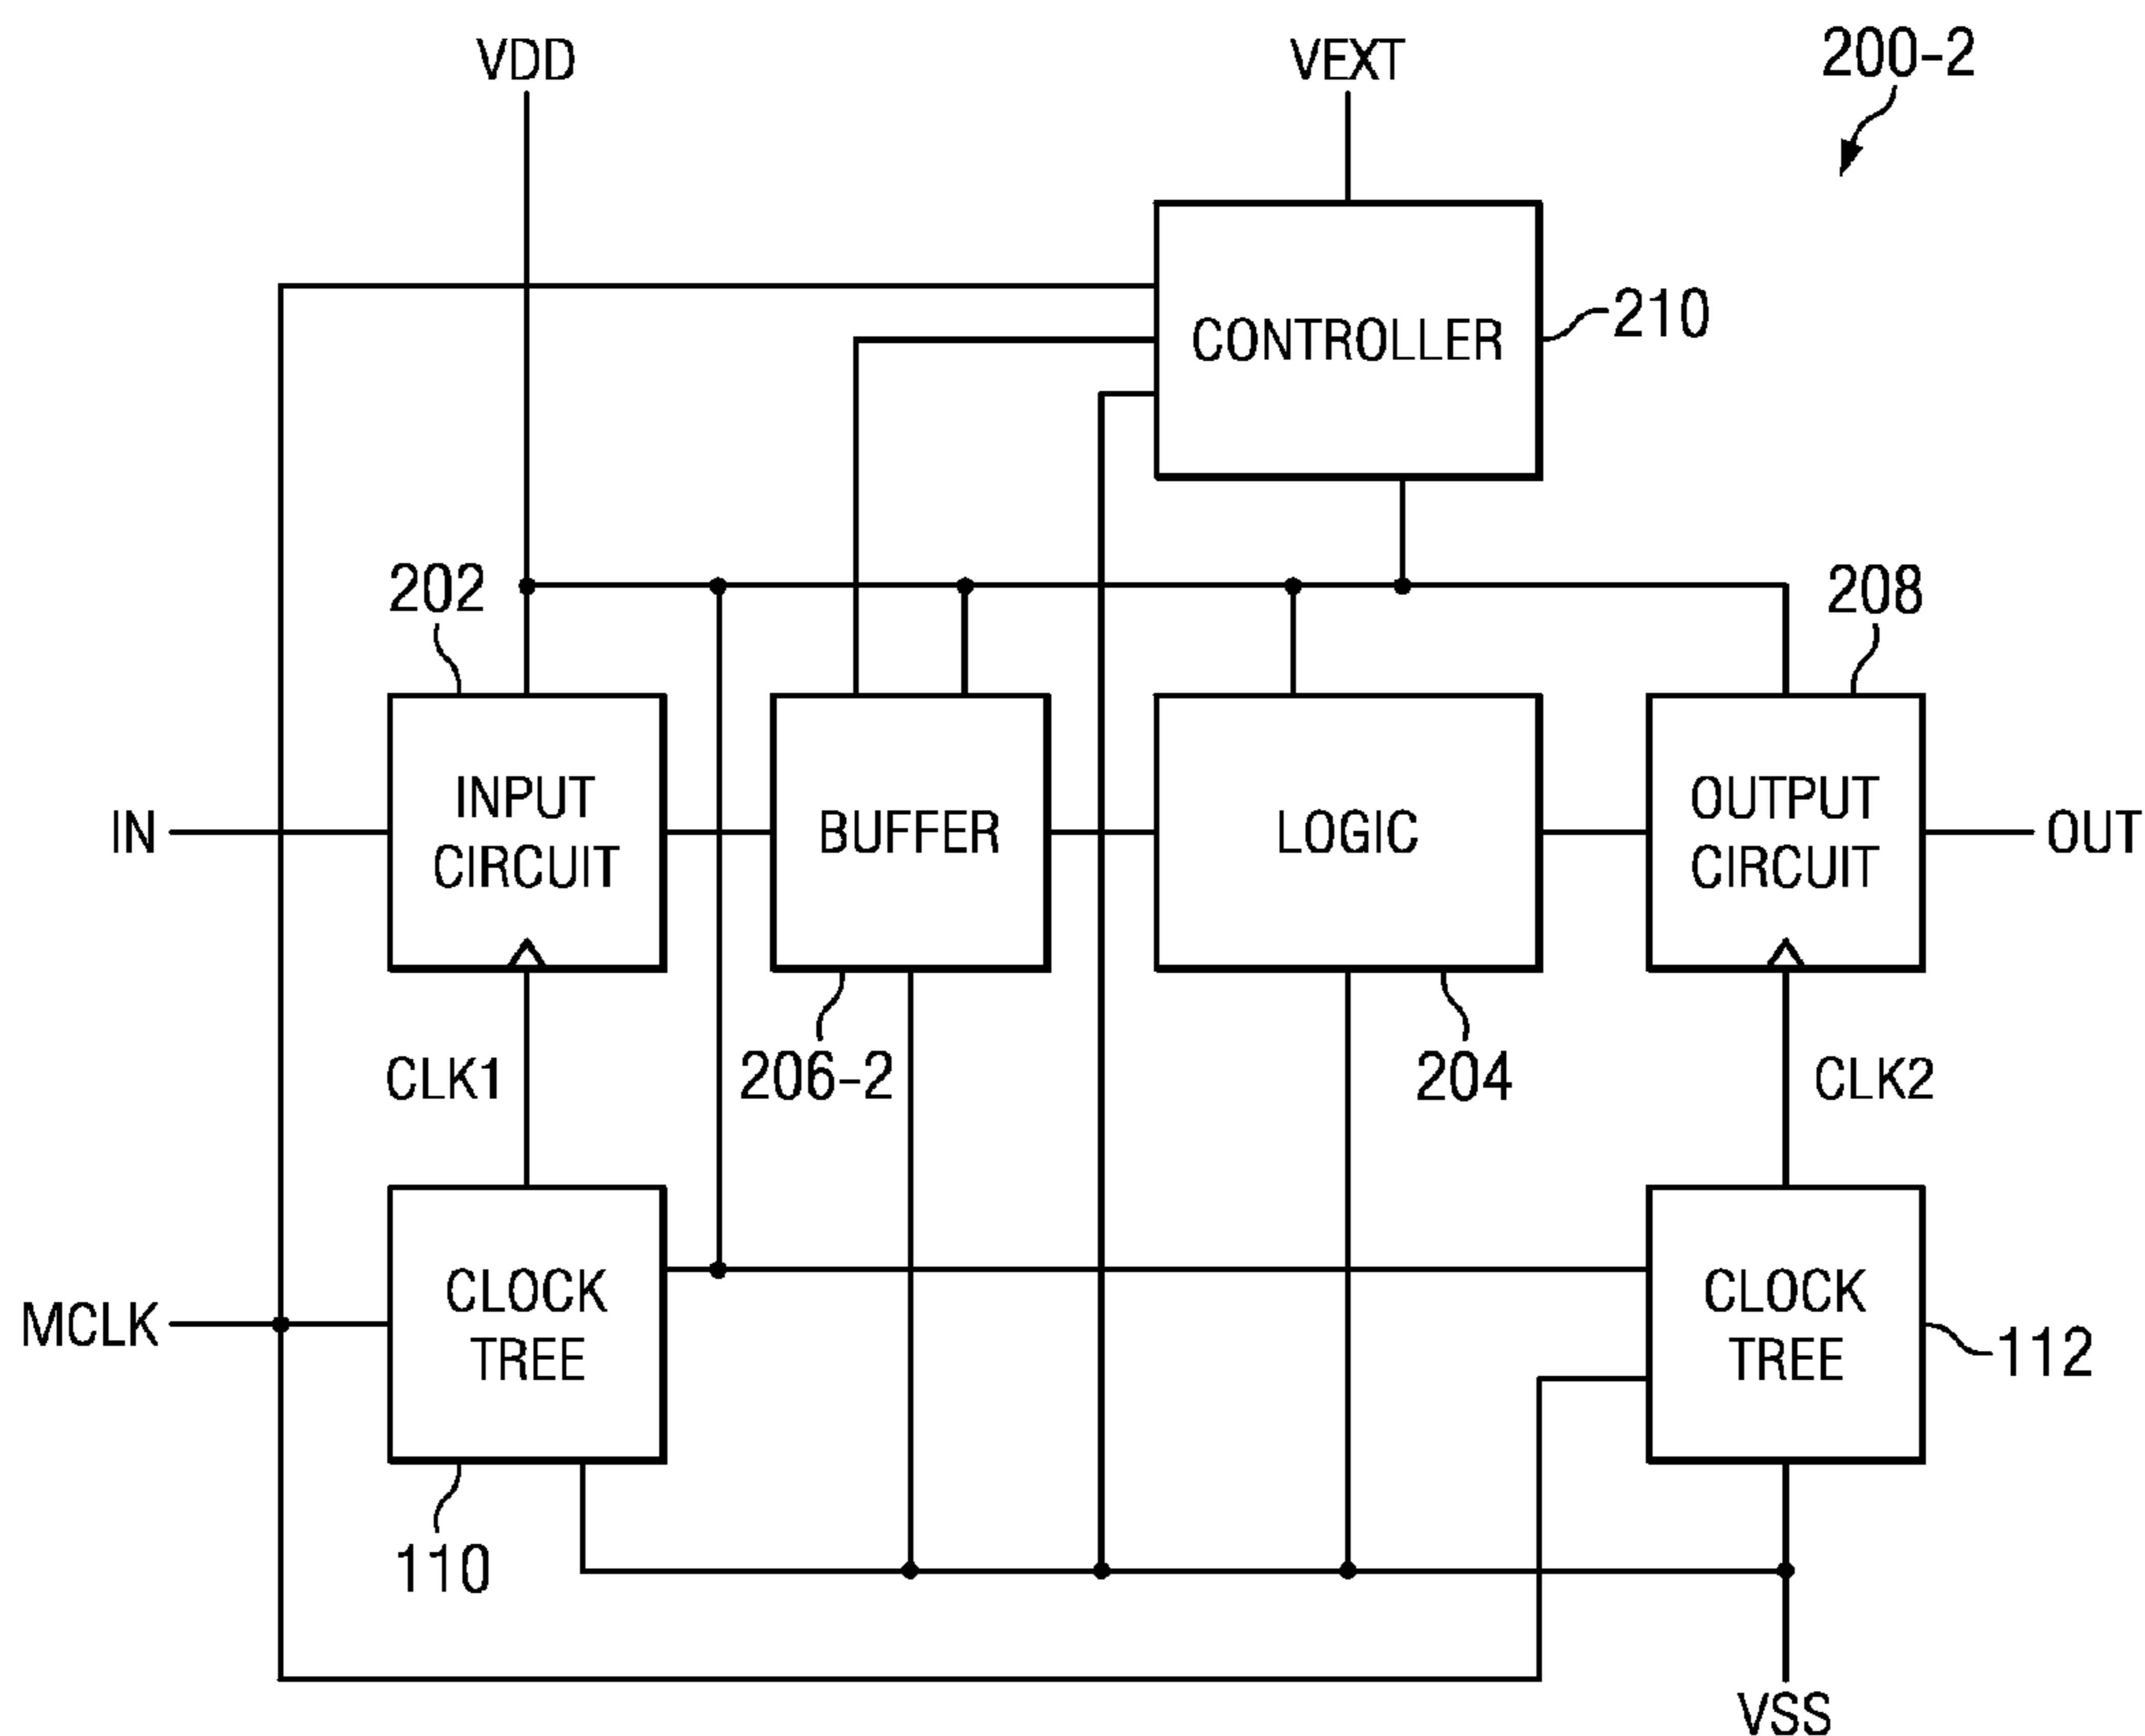 VDD
VEXT
200-2
CONTROLLER
210
202
208
IN
INPUT
CIRCUIT
BUFFER
LOGIC
OUTPUT
CIRCUIT
OUT
CLK1
206-2
204
CLK2
MCLK
CLOCK
TREE
CLOCK
TREE
112
110
VSS